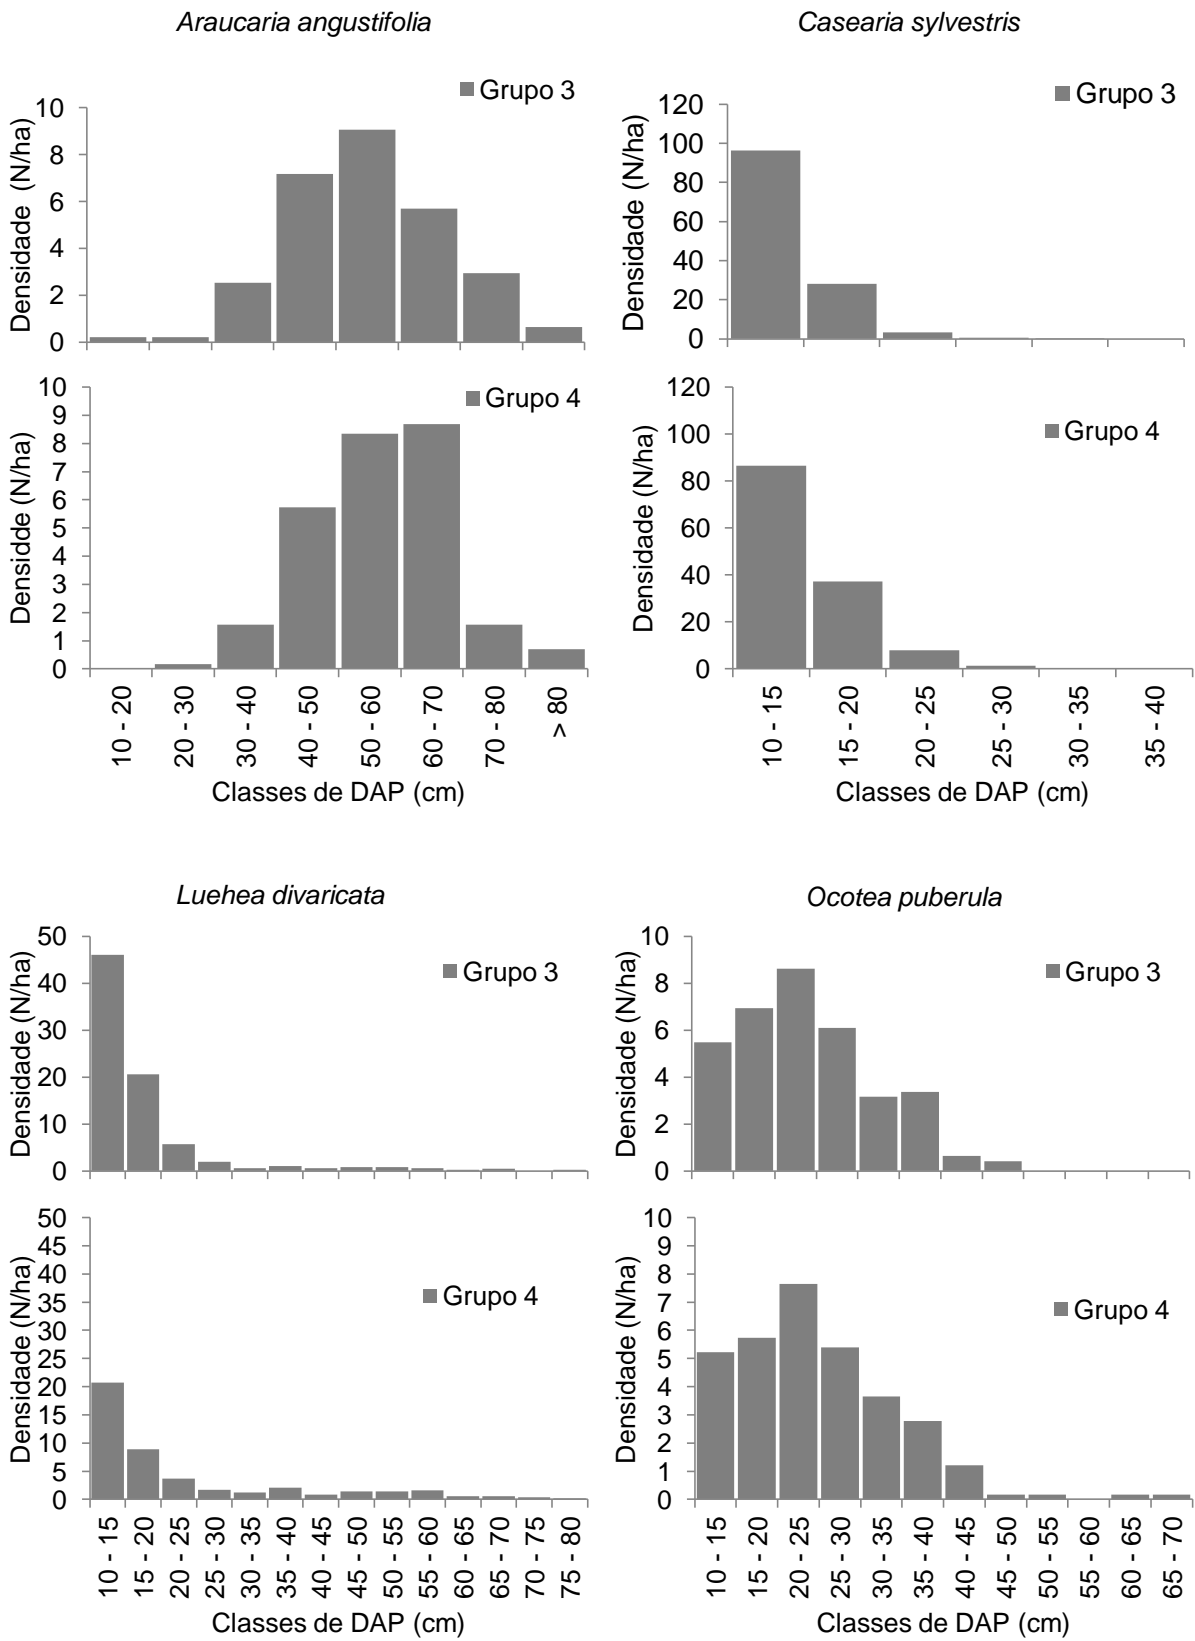 Araucaria angustifolia
Grupo 3
Densidade (N/ha)
10
8
6
4
2
0
Grupo 4
Densidde (N/ha)
10
9
8
7
6
5
4
3
2
1
0
10 - 20
20 - 30
30 - 40
40 - 50
50 - 60
60 - 70
70 - 80
> 80
Classes de DAP (cm)
Casearia sylvestris
Grupo 3
Densidade (N/ha)
120
100
80
60
40
20
0
Grupo 4
Densidade (N/ha)
120
100
80
60
40
20
0
10 - 15
15 - 20
20 - 25
25 - 30
30 - 35
35 - 40
Classes de DAP (cm)
Luehea divaricata
Grupo 3
Densidade (N/ha)
50
40
30
20
10
0
Grupo 4
Densidade (N/ha)
50
45
40
35
30
25
20
15
10
5
0
10 - 15
15 - 20
20 - 25
25 - 30
30 - 35
35 - 40
40 - 45
45 - 50
50 - 55
55 - 60
60 - 65
65 - 70
70 - 75
75 - 80
Classes de DAP (cm)
Ocotea puberula
Grupo 3
Densidade (N/ha)
10
8
6
4
2
0
Grupo 4
Densidade (N/ha)
10
9
8
7
6
5
4
3
2
1
0
10 - 15
15 - 20
20 - 25
25 - 30
30 - 35
35 - 40
40 - 45
45 - 50
50 - 55
55 - 60
60 - 65
65 - 70
Classes de DAP (cm)